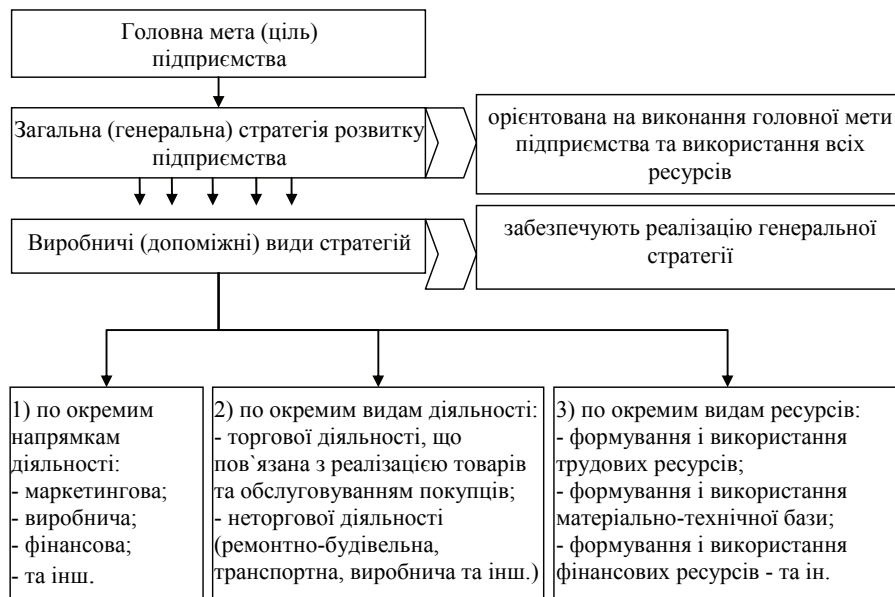 Головна мета (ціль)
підприємства
Загальна (генеральна) стратегія розвитку
підприємства
орієнтована на виконання головної мети
підприємства та використання всіх
ресурсів
Виробничі (допоміжні) види стратегій
забезпечують реалізацію генеральної
стратегії
1) по окремим
напрямкам
діяльності:
- маркетингова;
- виробнича;
- фінансова;
- та інш.
2) по окремим видам діяльності:
- торгової діяльності, що
пов`язана з реалізацією товарів
та обслуговуванням покупців;
- неторгової діяльності
(ремонтно-будівельна,
транспортна, виробнича та інш.)
3) по окремим видам ресурсів:
- формування і використання
трудових ресурсів;
- формування і використання
матеріально-технічної бази;
- формування і використання
фінансових ресурсів - та ін.